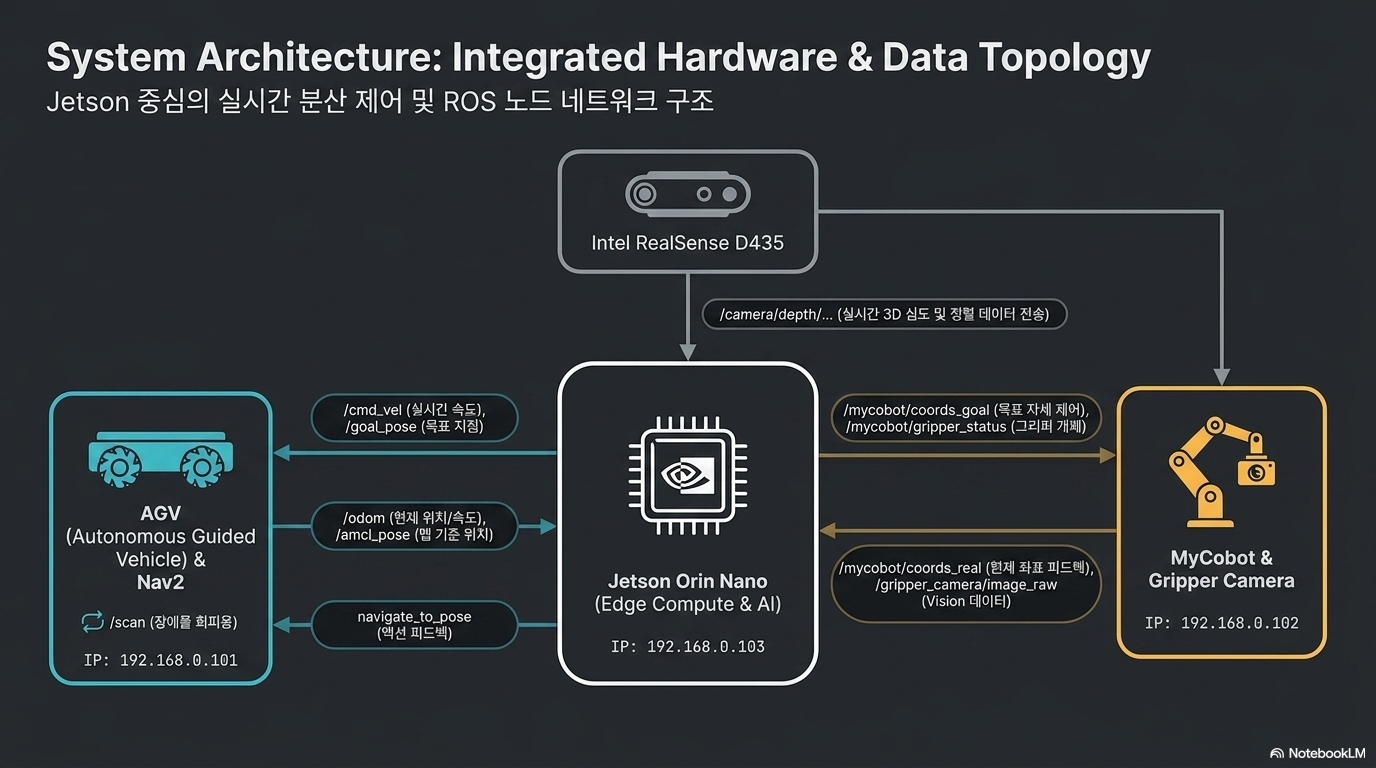 System Architecture: Integrated Hardware & Data Topology
Jetson 중심의 실시간 분산 제어 및 ROS 노드 네트워크 구조
Intel RealSense D435
/camera/depth/... (실시간 3D 심도 및 정렬 데이터 전송)
/cmd_vel (실시간 속도),
/goal_pose (목표 지점)
/odom (현재 위치/속도),
/amcl_pose (맵 기준 위치)
navigate_to_pose
(액션 피드백)
AGV
(Autonomous Guided
Vehicle) &
Nav2
/scan (장애물 회피용)
IP: 192.168.0.101
Jetson Orin Nano
(Edge Compute & AI)
IP: 192.168.0.103
/mycobot/coords_goal (목표 자세 제어),
/mycobot/gripper_status (그리퍼 개폐)
/mycobot/coords_real (현재 좌표 피드백),
/gripper_camera/image_raw
(Vision 데이터)
MyCobot &
Gripper Camera
IP: 192.168.0.102
NotebookLM